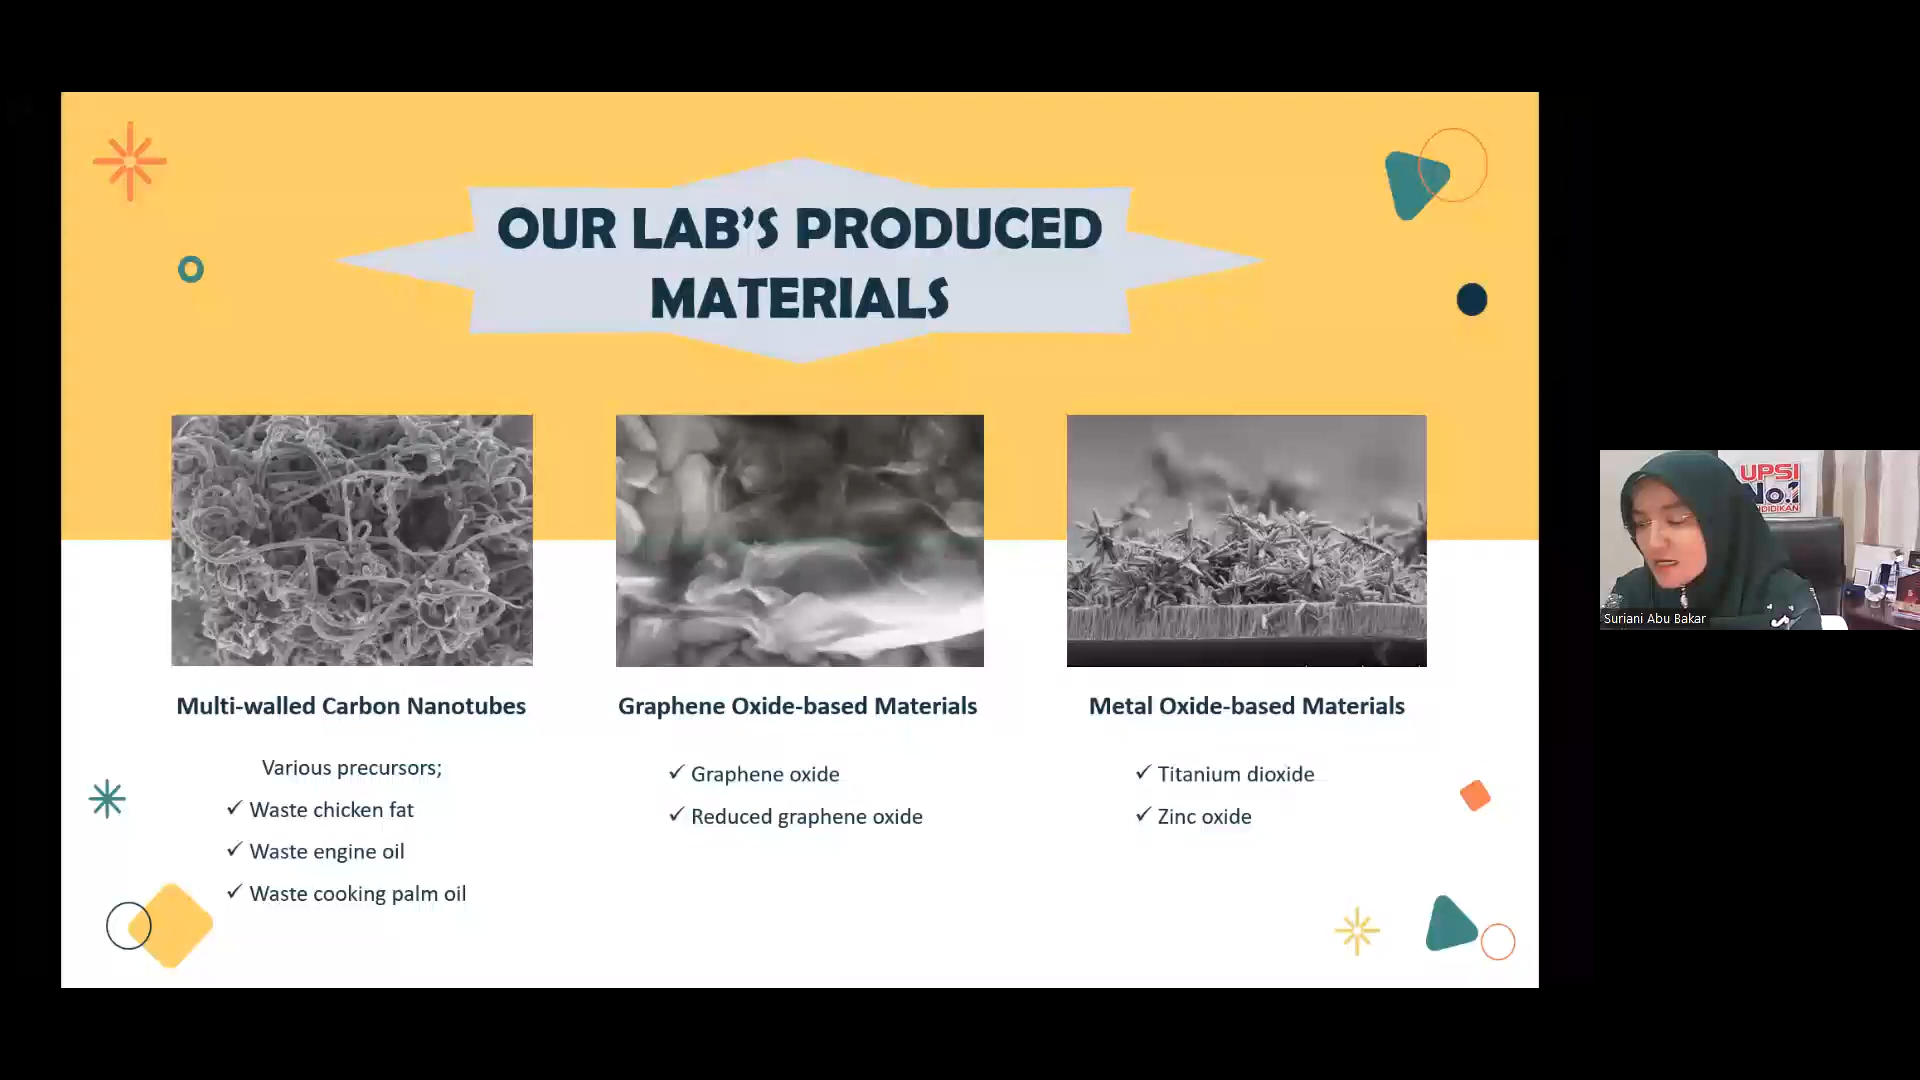 OUR LAB'S PRODUCED
MATERIALS
Multi-walled Carbon Nanotubes
Various precursors;
✓ Waste chicken fat
✓ Waste engine oil
✓ Waste cooking palm oil
Graphene Oxide-based Materials
✓ Graphene oxide
✓ Reduced graphene oxide
Metal Oxide-based Materials
✓ Titanium dioxide
✓ Zinc oxide
UPSI
No.1
Suriani Abu Bakar